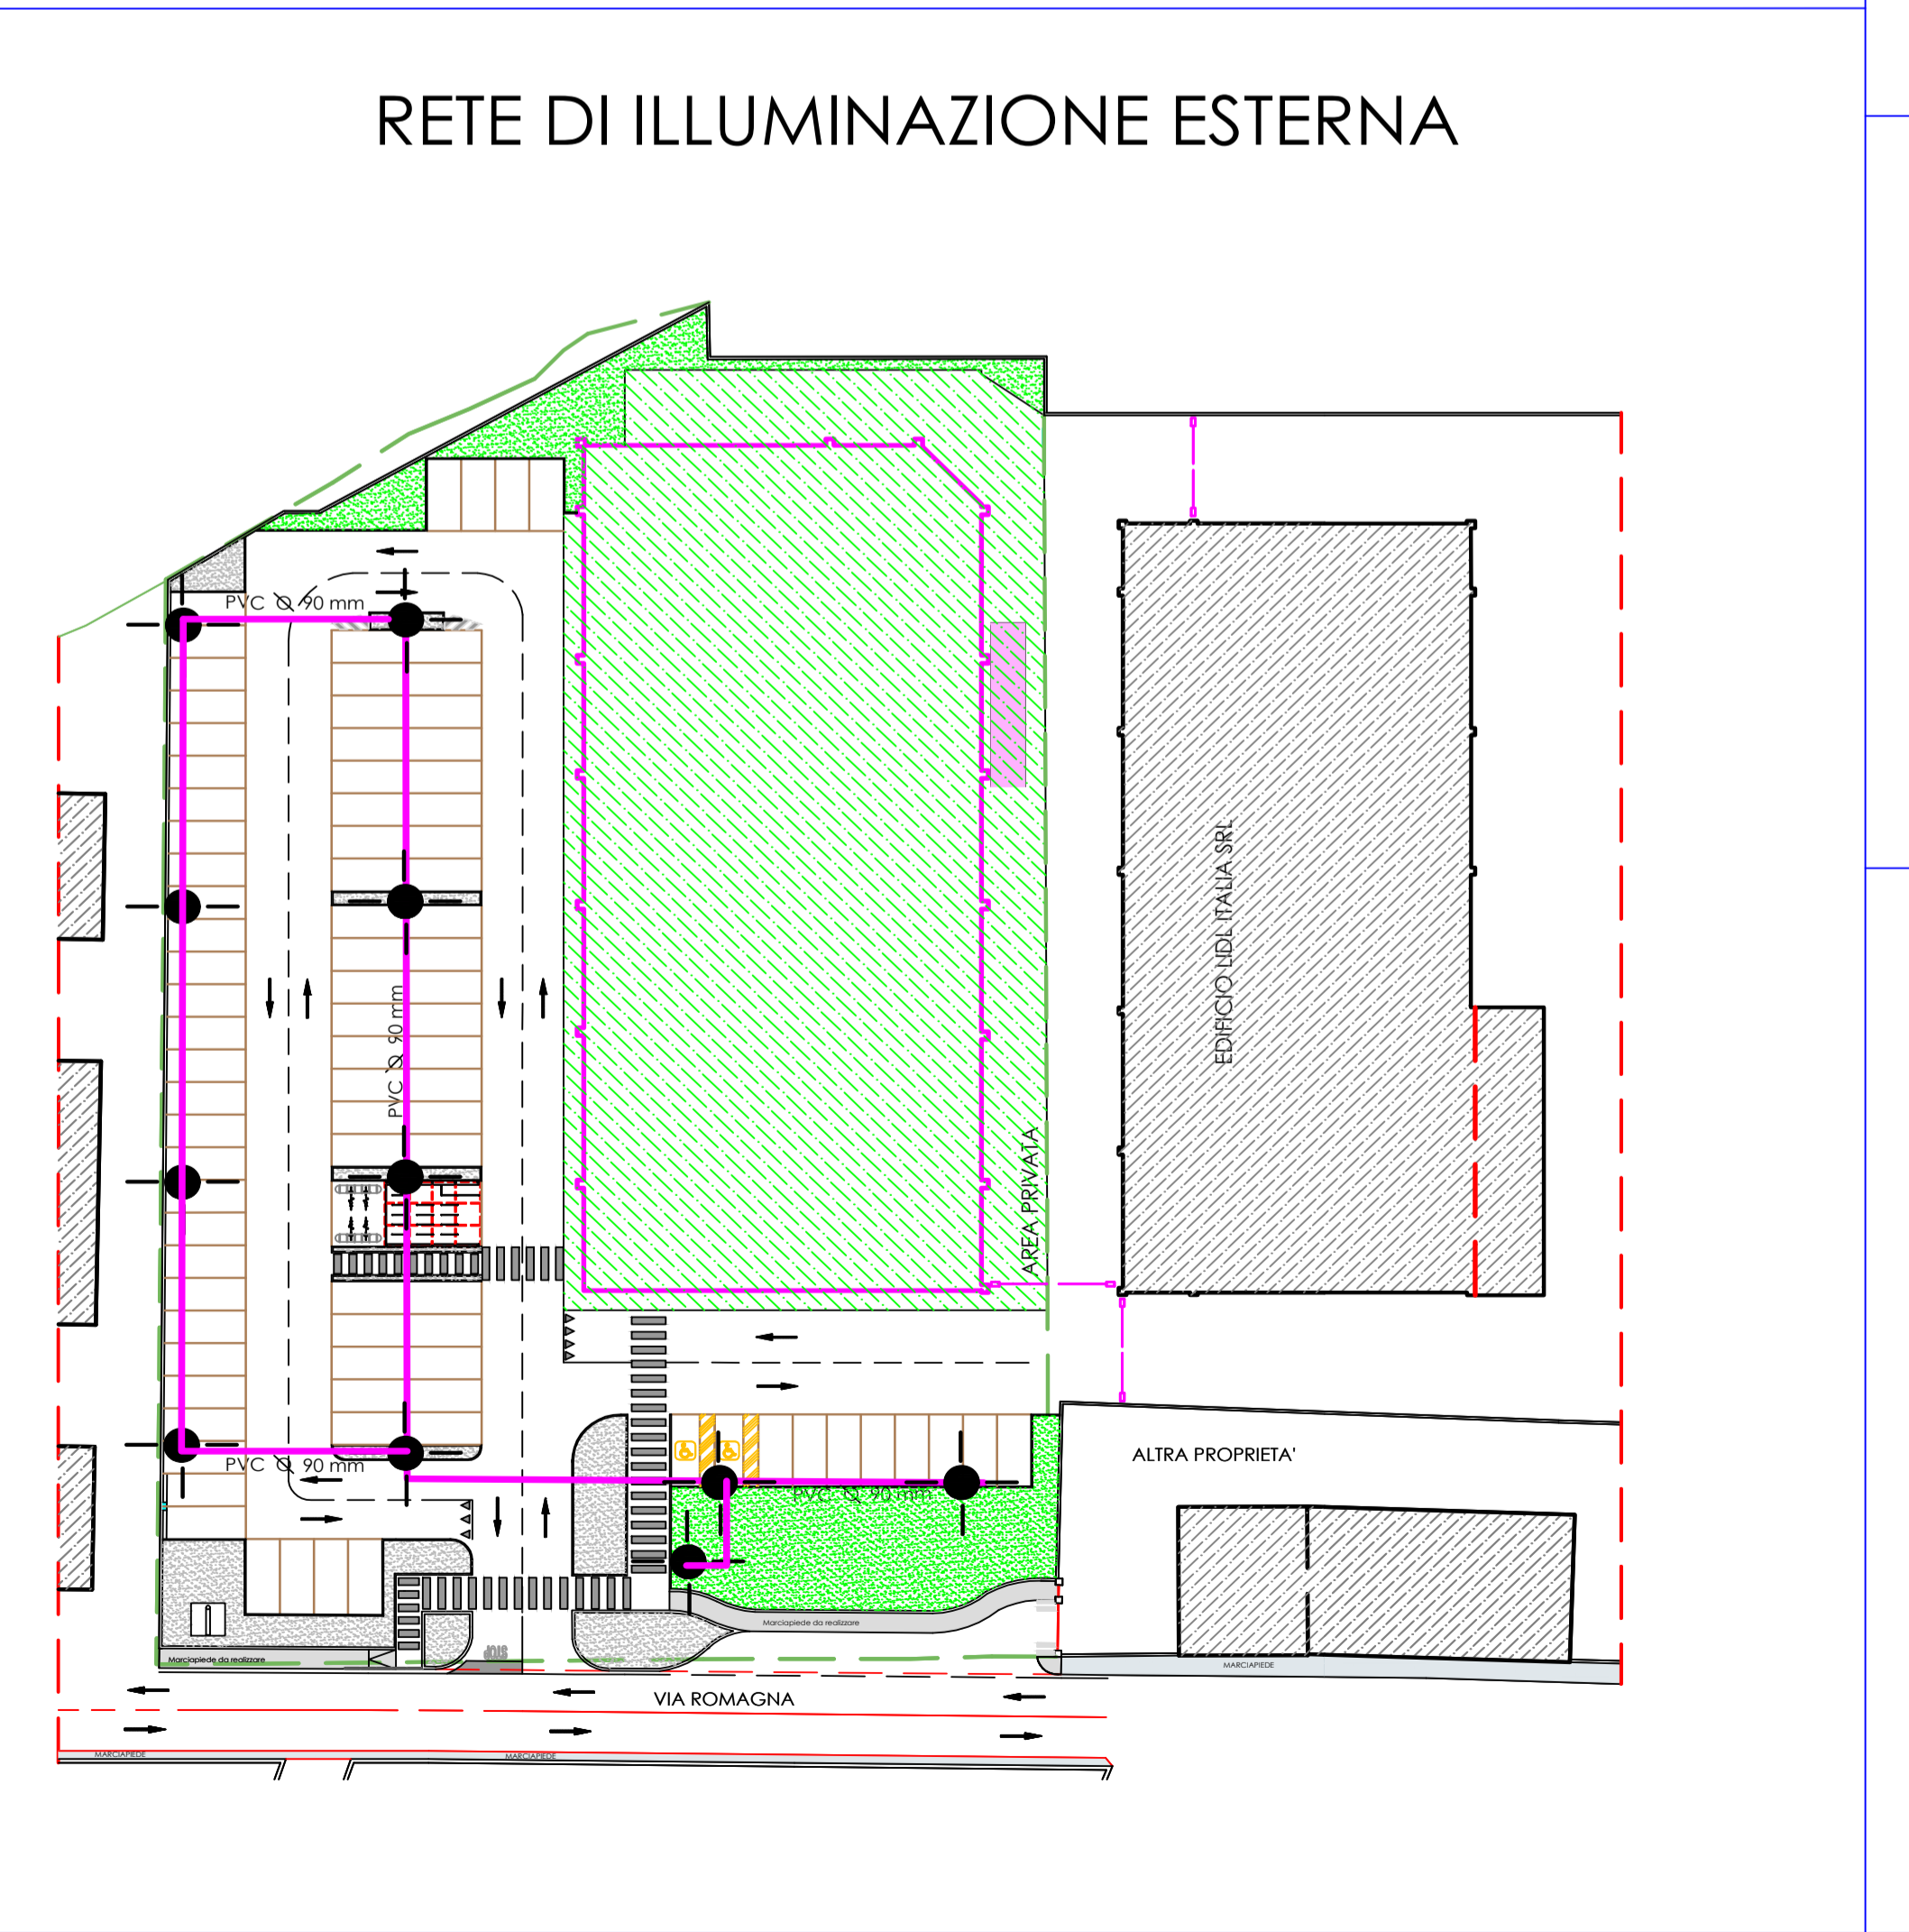 RETE DI ILLUMINAZIONE ESTERNA
PVC Ø 90 mm
PVC Ø 90 mm
EDIFICIO LIDL ITALIA SRL
AREA PRIVATA
ALTRA PROPRIETA'
PVC Ø 90 mm
PVC Ø 90 mm
Marciapiede da realizzare
STOP
Marciapiede da realizzare
MARCIAPIEDE
VIA ROMAGNA
MARCIAPIEDE
MARCIAPIEDE